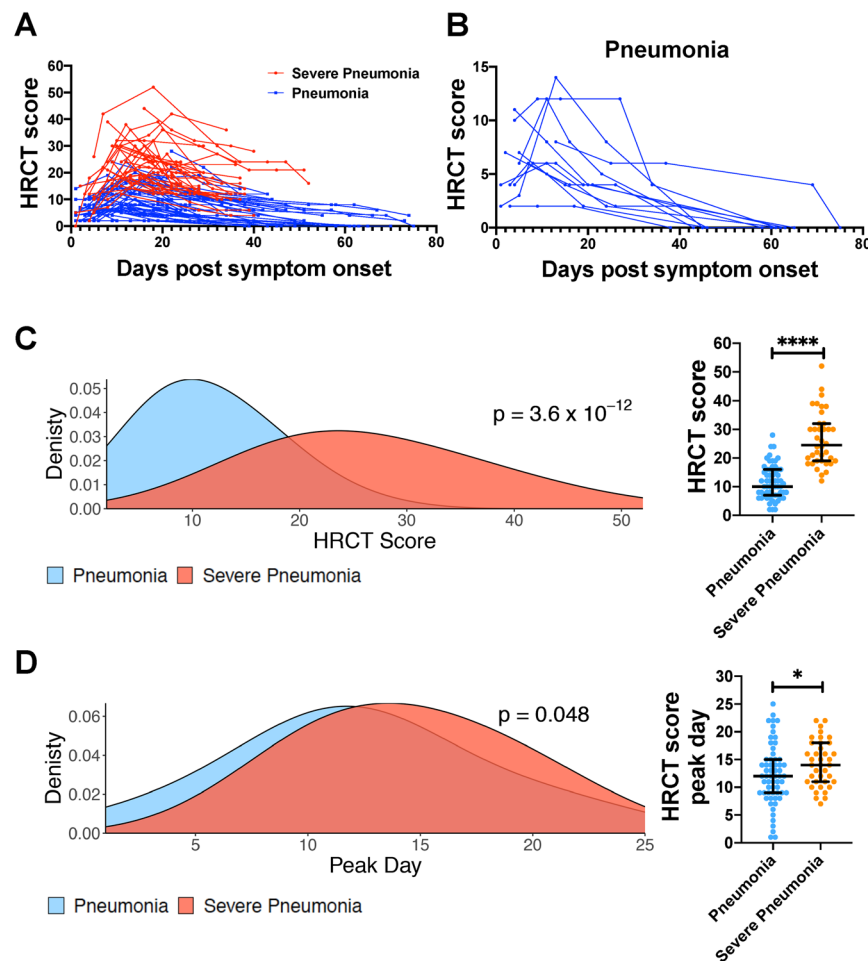 A
HRCT score
60
50
40
30
20
10
0
0
20
40
60
80
Days post symptom onset
Severe Pneumonia
Pneumonia
B
Pneumonia
HRCT score
15
10
5
0
0
20
40
60
80
Days post symptom onset
C
Denisty
0.05
0.04
0.03
0.02
0.01
0.00
10
20
30
40
50
HRCT Score
p = 3.6 x 10⁻¹²
Pneumonia
Severe Pneumonia
HRCT score
60
50
40
30
20
10
0
****
Pneumonia
Severe Pneumonia
D
Denisty
0.06
0.04
0.02
0.00
5
10
15
20
25
Peak Day
p = 0.048
Pneumonia
Severe Pneumonia
HRCT score
peak day
30
25
20
15
10
5
0
*
Pneumonia
Severe Pneumonia